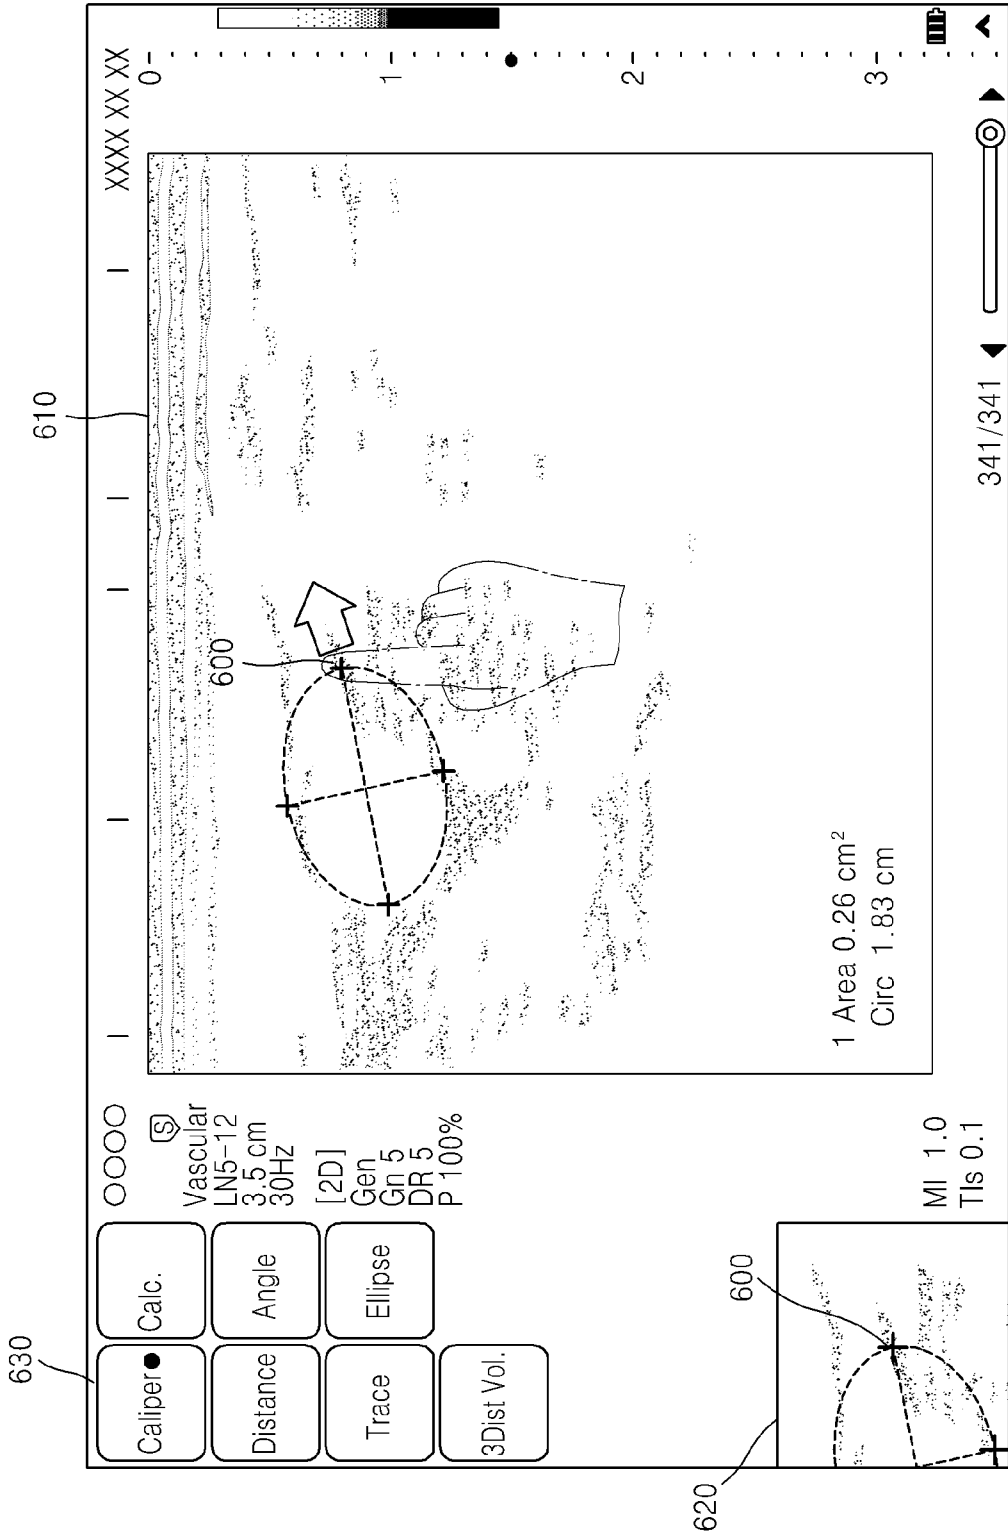 610
630
OOOO
XXXX XX XX
Caliper●
Calc.
Distance
Angle
Trace
Ellipse
3Dist Vol.
S
Vascular
LN5-12
3.5 cm
30Hz
[2D]
Gen
Gn 5
DR 5
P 100%
600
0
1
2
3
1 Area 0.26 cm²
Circ 1.83 cm
620
600
MI 1.0
TIs 0.1
341/341